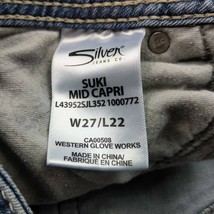 Silver
JEANS CO
SUKI
MID CAPRI
L43952SJL352 1000772
W27/L22
CA00508
WESTERN GLOVE WORKS
MADE IN CHINA/
FABRIQUÉ EN CHINE